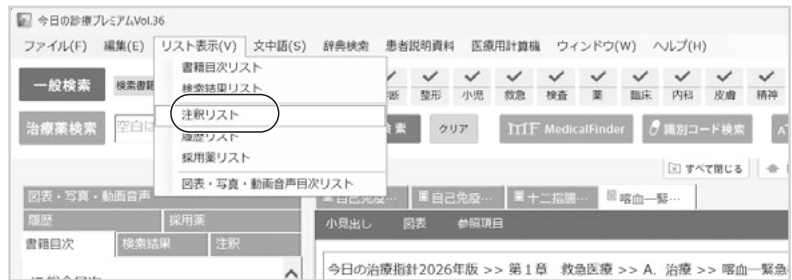 今日の診療プレミアムVol.36
ファイル(F) 編集(E) リスト表示(V) 文中語(S) 辞典検索 患者説明資料 医療用計算機 ウィンドウ(W) ヘルプ(H)
書籍目次リスト
一般検索 検索書籍
検索結果リスト
整形 小児 救急 検査 薬 臨床 内科 皮膚 精神
注釈リスト
治療薬検索 空白は クリア MedicalFinder 識別コード検索
履歴リスト
採用薬リスト
すべて閉じる
図表・写真・動画音声目次リスト
図表・写真・動画音声 自己免疫… 自己免疫… 十二指腸… 喀血―緊…
履歴 採用薬 小見出し 図表 参照項目
書籍目次 検索結果 注釈
今日の治療指針2026年版 >> 第1章 救急医療 >> A. 治療 >> 喀血―緊急